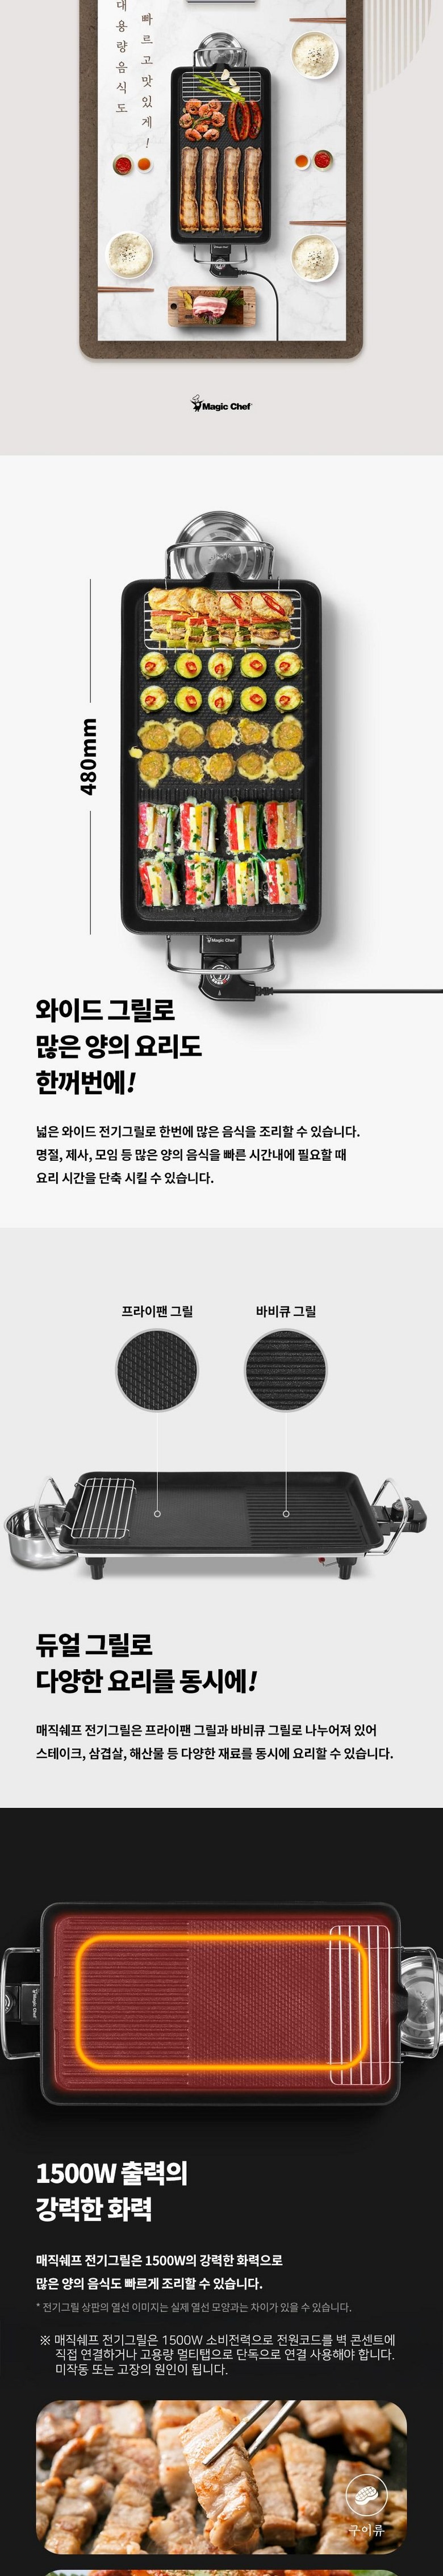 빠르고맛있게!
대용량음식도
Magic Chef
480mm
Magic Chef
와이드 그릴로
많은 양의 요리도
한꺼번에!
넓은 와이드 전기그릴로 한번에 많은 음식을 조리할 수 있습니다.
명절, 제사, 모임 등 많은 양의 음식을 빠른 시간내에 필요할 때
요리 시간을 단축 시킬 수 있습니다.
프라이팬 그릴
바비큐 그릴
듀얼 그릴로
다양한 요리를 동시에!
매직쉐프 전기그릴은 프라이팬 그릴과 바비큐 그릴로 나누어져 있어
스테이크, 삼겹살, 해산물 등 다양한 재료를 동시에 요리할 수 있습니다.
Magic Chef
1500W 출력의
강력한 화력
매직쉐프 전기그릴은 1500W의 강력한 화력으로
많은 양의 음식도 빠르게 조리할 수 있습니다.
* 전기그릴 상판의 열선 이미지는 실제 열선 모양과는 차이가 있을 수 있습니다.
※ 매직쉐프 전기그릴은 1500W 소비전력으로 전원코드를 벽 콘센트에
직접 연결하거나 고용량 멀티탭으로 단독으로 연결 사용해야 합니다.
미작동 또는 고장의 원인이 됩니다.
구이류